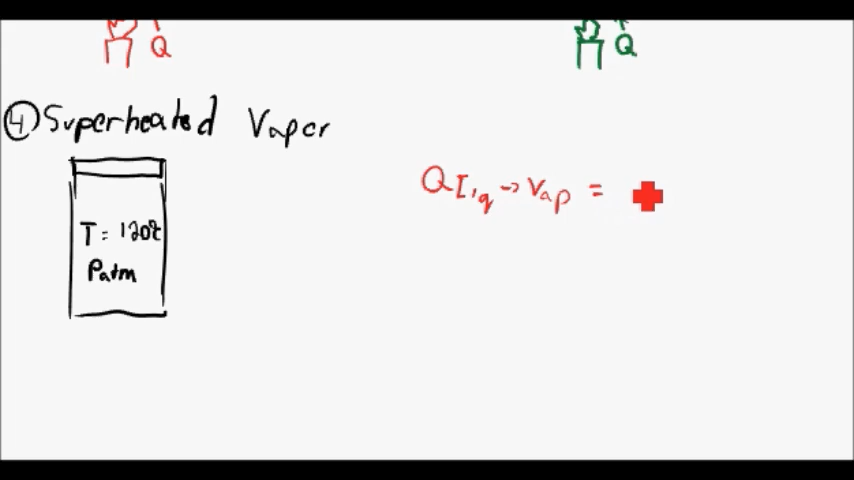 Q Q
④ Superheated Vapor
T = 120°C
Patm
QLiq → Vap =